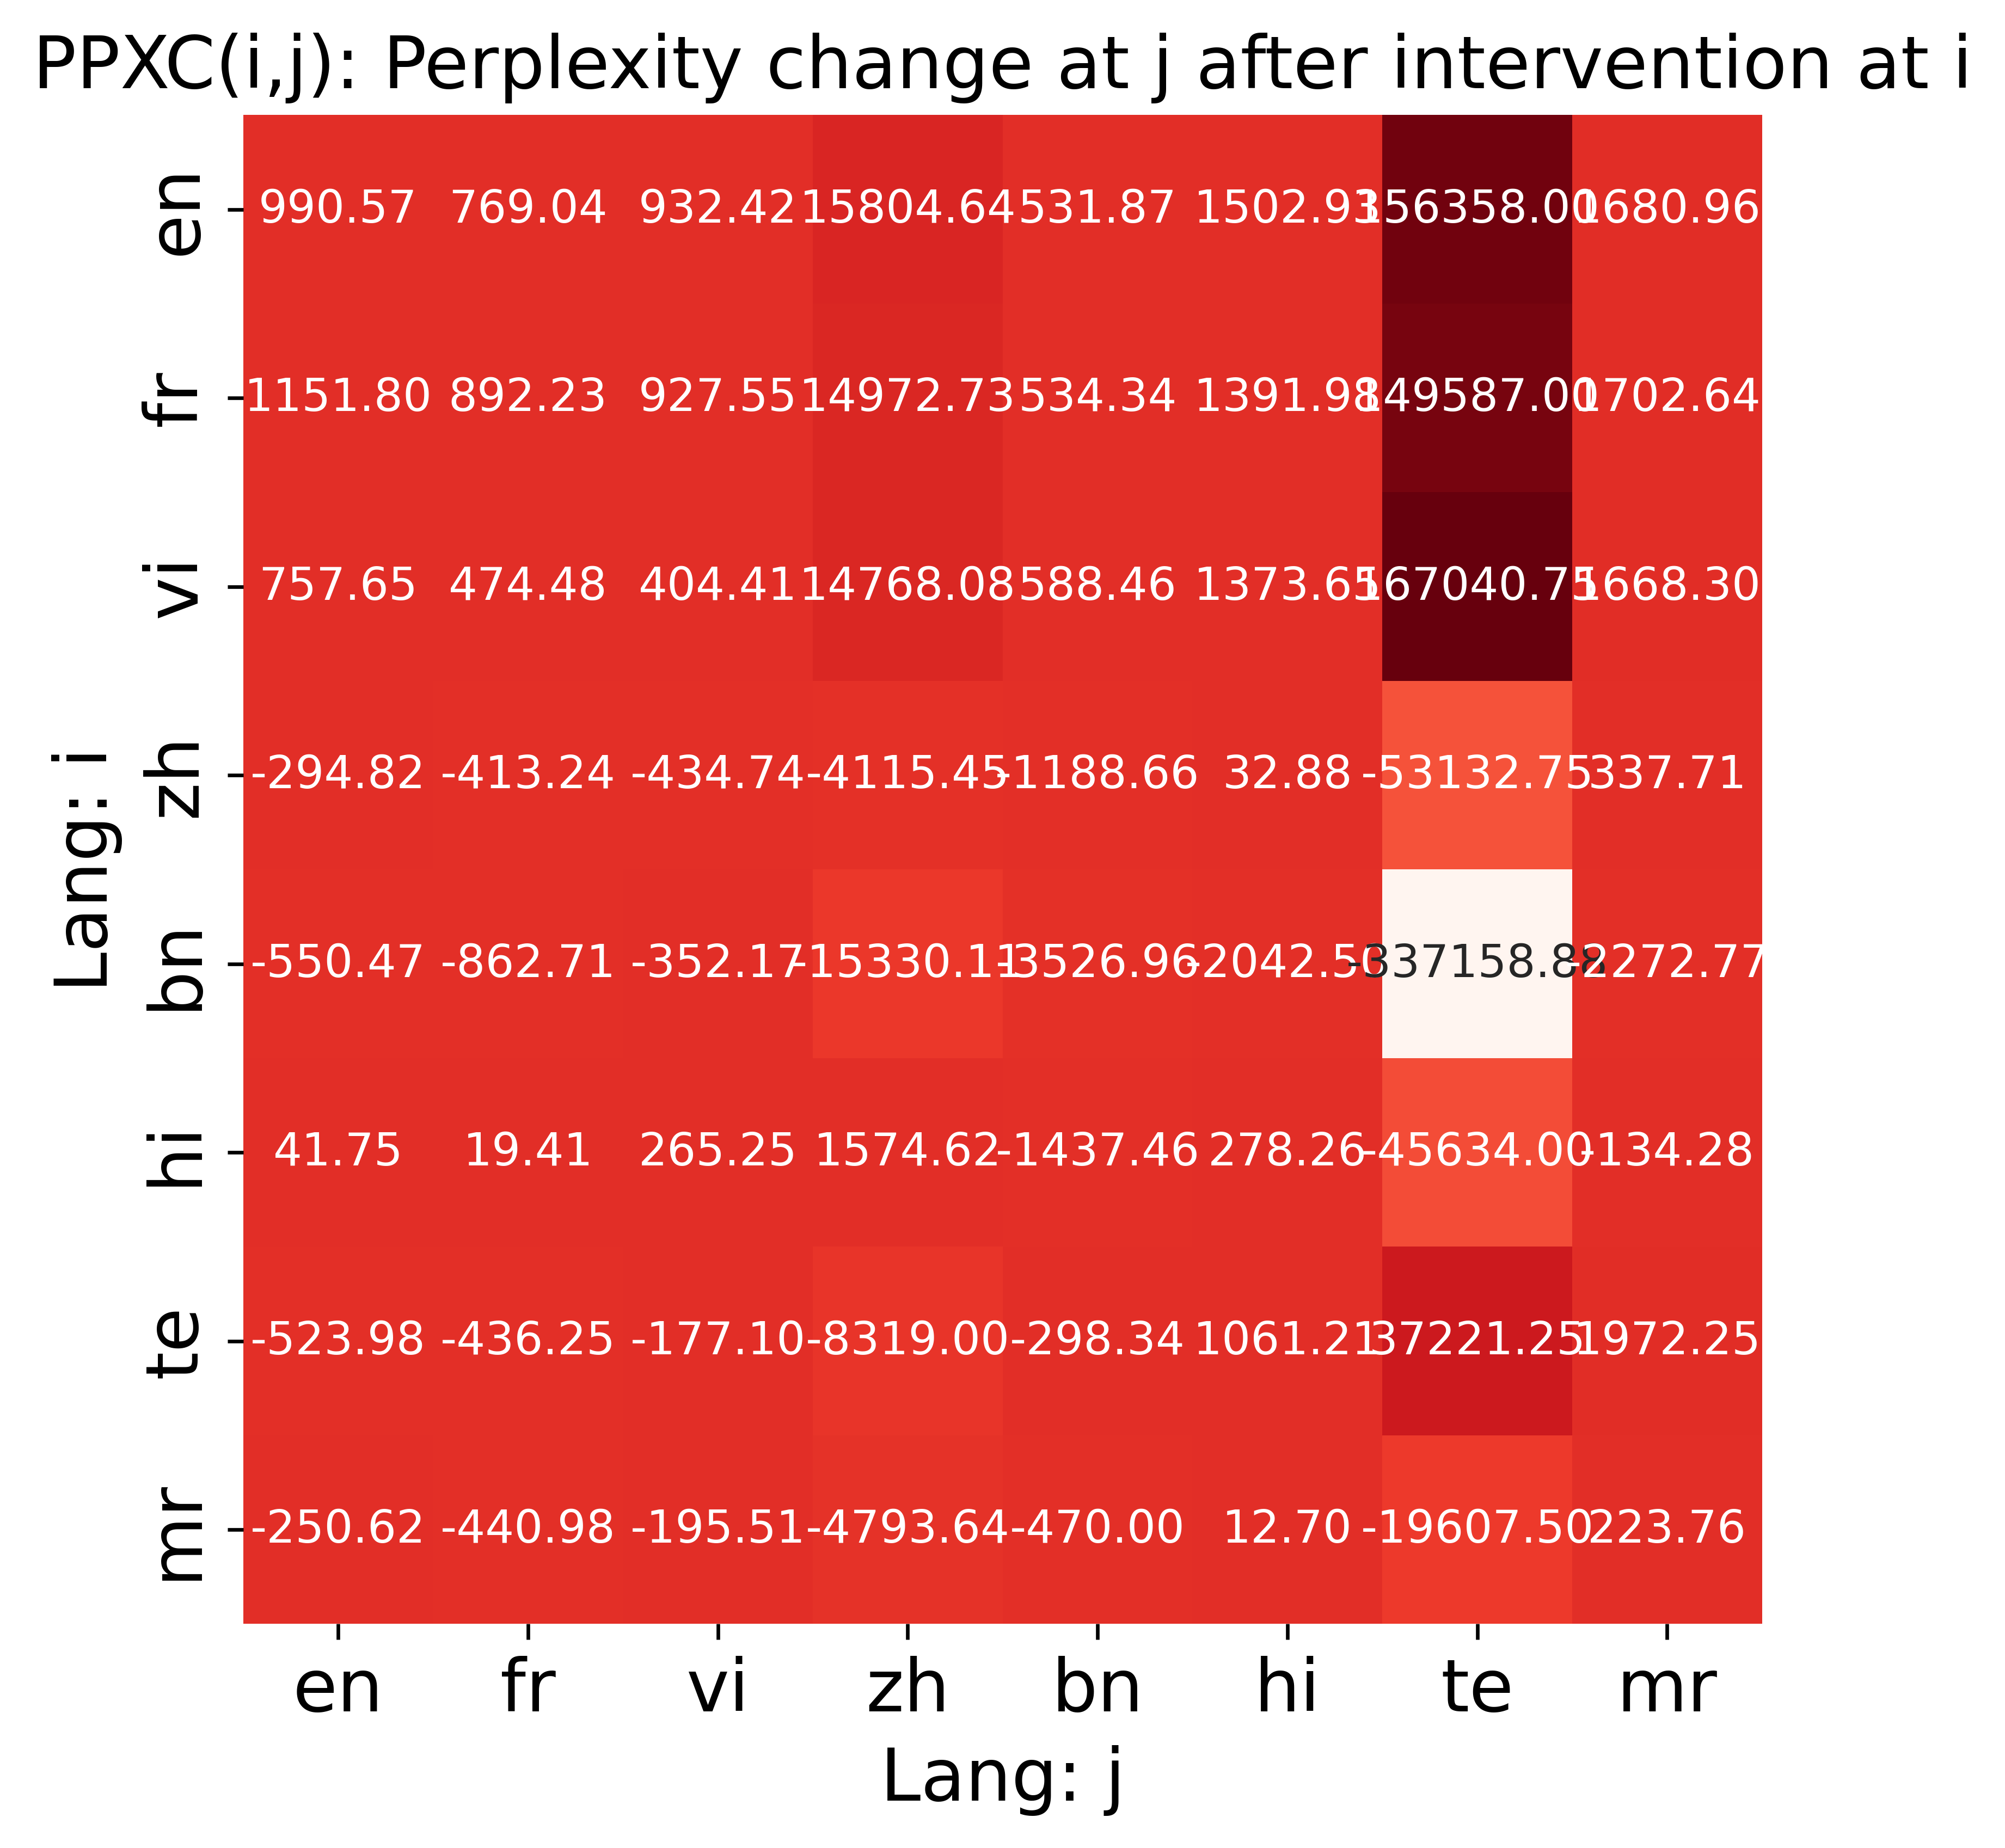 PPXC(i,j): Perplexity change at j after intervention at i
Lang: i
en 990.57 769.04 932.42 15804.64 531.87 1502.93 156358.00 1680.96
fr 1151.80 892.23 927.55 14972.73 534.34 1391.98 149587.00 1702.64
vi 757.65 474.48 404.41 14768.08 588.46 1373.65 167040.75 1668.30
zh -294.82 -413.24 -434.74 -4115.45 -1188.66 32.88 -53132.75 337.71
bn -550.47 -862.71 -352.17 -15330.11 -3526.96 -2042.50 -337158.88 -2272.77
hi 41.75 19.41 265.25 1574.62 -1437.46 278.26 -45634.00 -134.28
te -523.98 -436.25 -177.10 -8319.00 -298.34 1061.21 37221.25 1972.25
mr -250.62 -440.98 -195.51 -4793.64 -470.00 12.70 -19607.50 223.76
en fr vi zh bn hi te mr
Lang: j